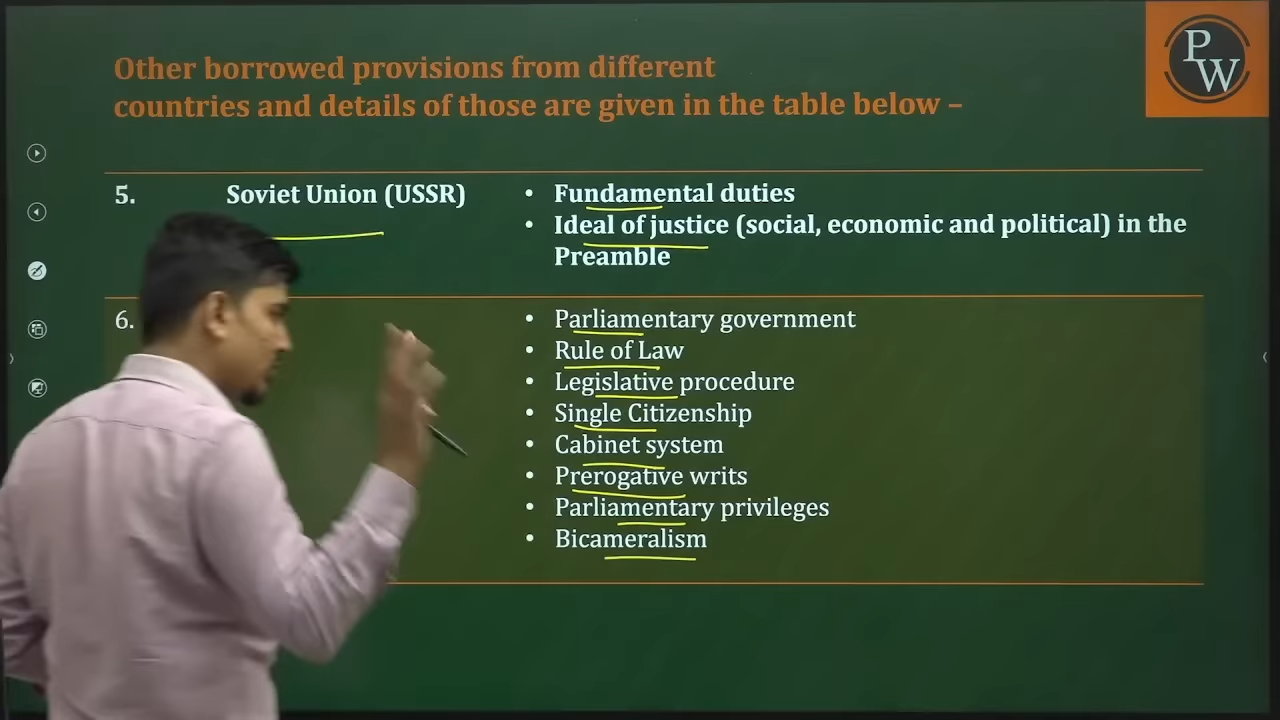 Other borrowed provisions from different
countries and details of those are given in the table below –
PW
5. Soviet Union (USSR)
• Fundamental duties
• Ideal of justice (social, economic and political) in the
Preamble
6.
• Parliamentary government
• Rule of Law
• Legislative procedure
• Single Citizenship
• Cabinet system
• Prerogative writs
• Parliamentary privileges
• Bicameralism